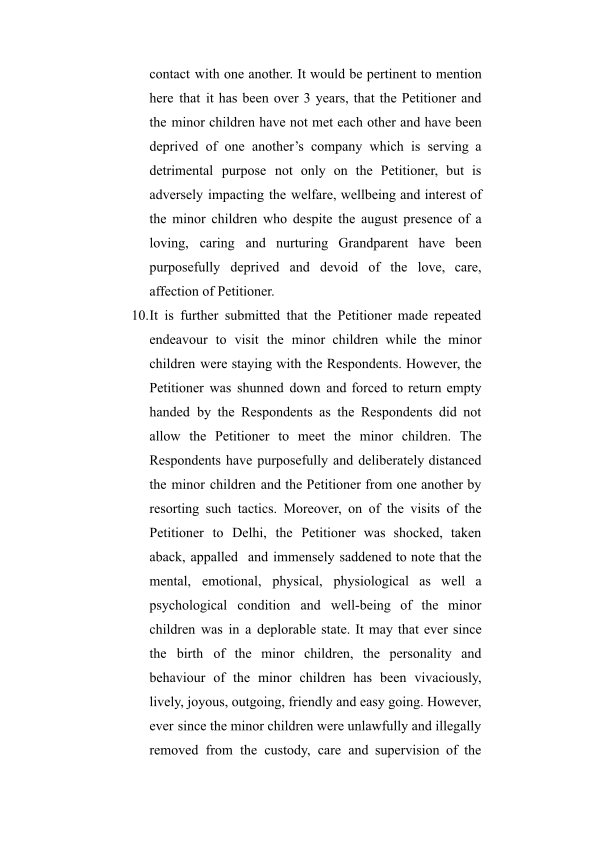 contact with one another. It would be pertinent to mention
here that it has been over 3 years, that the Petitioner and
the minor children have not met each other and have been
deprived of one another’s company which is serving a
detrimental purpose not only on the Petitioner, but is
adversely impacting the welfare, wellbeing and interest of
the minor children who despite the august presence of a
loving, caring and nurturing Grandparent have been
purposefully deprived and devoid of the love, care,
affection of Petitioner.
10.It is further submitted that the Petitioner made repeated
endeavour to visit the minor children while the minor
children were staying with the Respondents. However, the
Petitioner was shunned down and forced to return empty
handed by the Respondents as the Respondents did not
allow the Petitioner to meet the minor children. The
Respondents have purposefully and deliberately distanced
the minor children and the Petitioner from one another by
resorting such tactics. Moreover, on of the visits of the
Petitioner to Delhi, the Petitioner was shocked, taken
aback, appalled  and immensely saddened to note that the
mental, emotional, physical, physiological as well a
psychological condition and well-being of the minor
children was in a deplorable state. It may that ever since
the birth of the minor children, the personality and
behaviour of the minor children has been vivaciously,
lively, joyous, outgoing, friendly and easy going. However,
ever since the minor children were unlawfully and illegally
removed from the custody, care and supervision of the